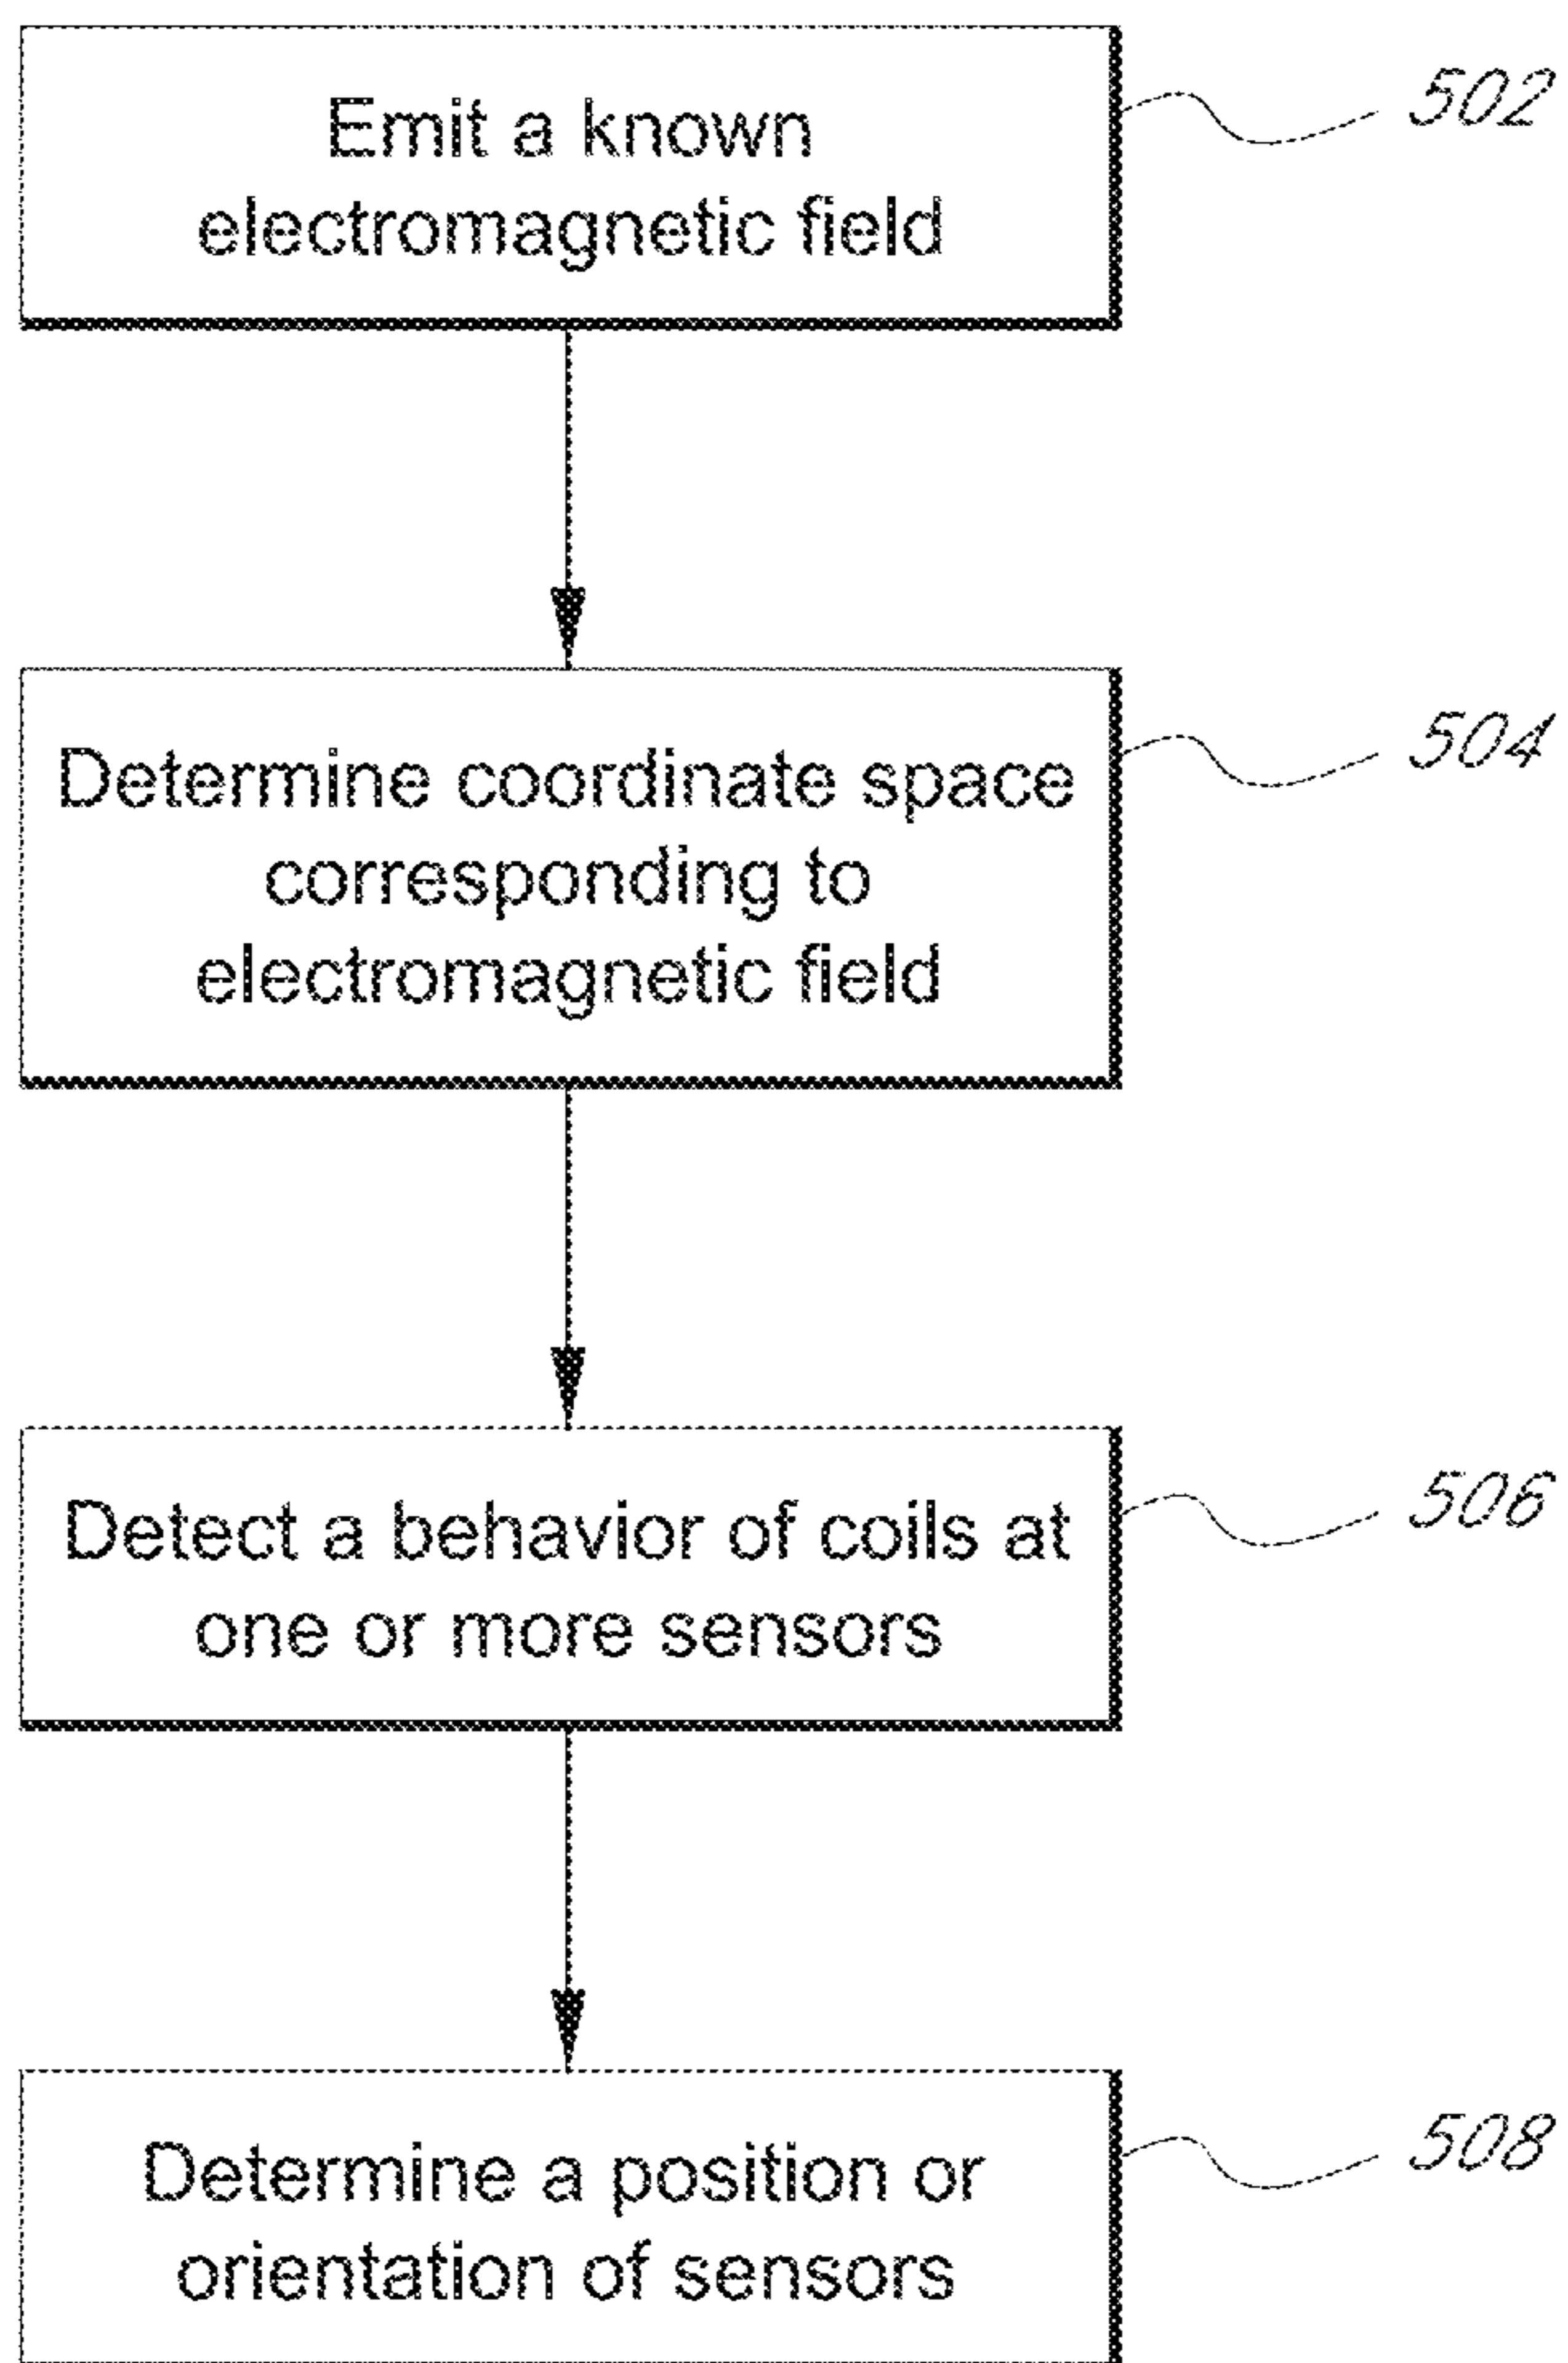 Emit a known
electromagnetic field
502
Determine coordinate space
corresponding to
electromagnetic field
504
Detect a behavior of coils at
one or more sensors
506
Determine a position or
orientation of sensors
508